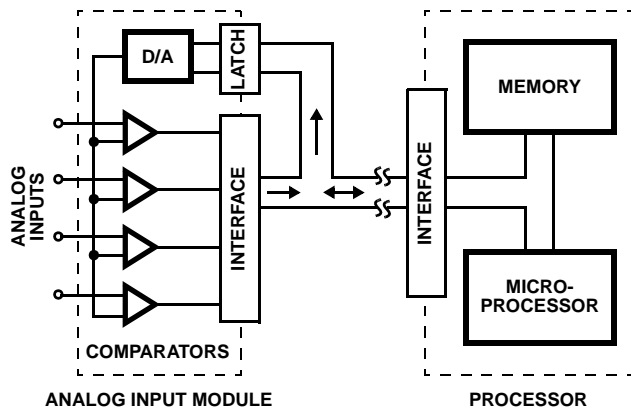 D/A
LATCH
MEMORY
ANALOG
INPUTS
INTERFACE
INTERFACE
MICRO-
PROCESSOR
COMPARATORS
ANALOG INPUT MODULE
PROCESSOR